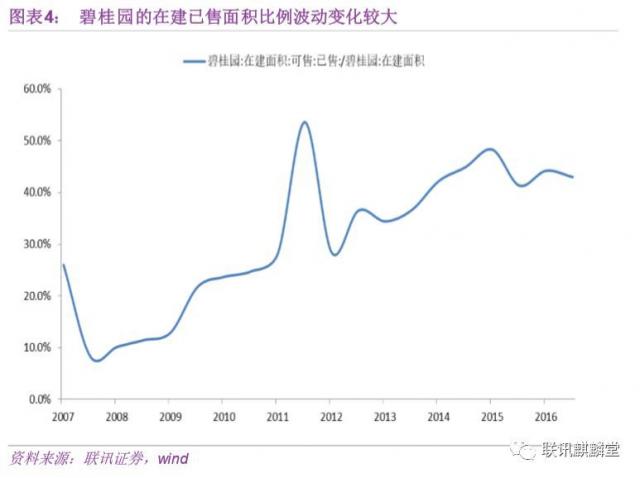 图表4： 碧桂园的在建已售面积比例波动变化较大
碧桂园:在建面积:可售:已售:/碧桂园:在建面积
60.0%
50.0%
40.0%
30.0%
20.0%
10.0%
0.0%
2007 2008 2009 2010 2011 2012 2013 2014 2015 2016
资料来源：联讯证券，wind
联讯麒麟堂